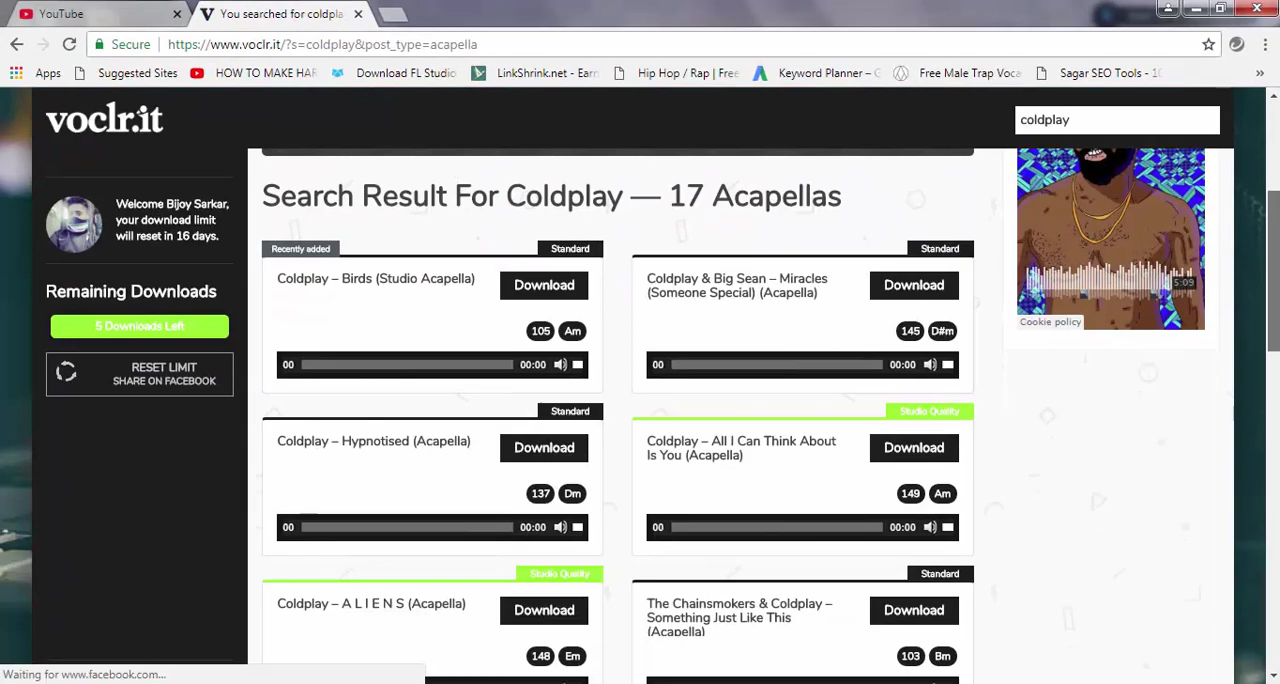 YouTube
You searched for coldpla
Secure
https://www.voclr.it/?s=coldplay&post_type=acapella
Apps
Suggested Sites
HOW TO MAKE HAR
Download FL Studio
LinkShrink.net - Earn
Hip Hop / Rap | Free
Keyword Planner – G
Free Male Trap Voca
Sagar SEO Tools - 10
»
voclr.it
coldplay
Welcome Bijoy Sarkar,
your download limit
will reset in 16 days.
Remaining Downloads
5 Downloads Left
RESET LIMIT
SHARE ON FACEBOOK
Search Result For Coldplay — 17 Acapellas
Recently added
Standard
Coldplay – Birds (Studio Acapella)
Download
105 Am
00 00:00
Standard
Coldplay & Big Sean – Miracles
(Someone Special) (Acapella)
Download
145 D#m
00 00:00
Standard
Coldplay – Hypnotised (Acapella)
Download
137 Dm
00 00:00
Studio Quality
Coldplay – All I Can Think About
Is You (Acapella)
Download
149 Am
00 00:00
Studio Quality
Coldplay – A L I E N S (Acapella)
Download
148 Em
Standard
The Chainsmokers & Coldplay –
Something Just Like This
(Acapella)
Download
103 Bm
5:09
Cookie policy
Waiting for www.facebook.com...